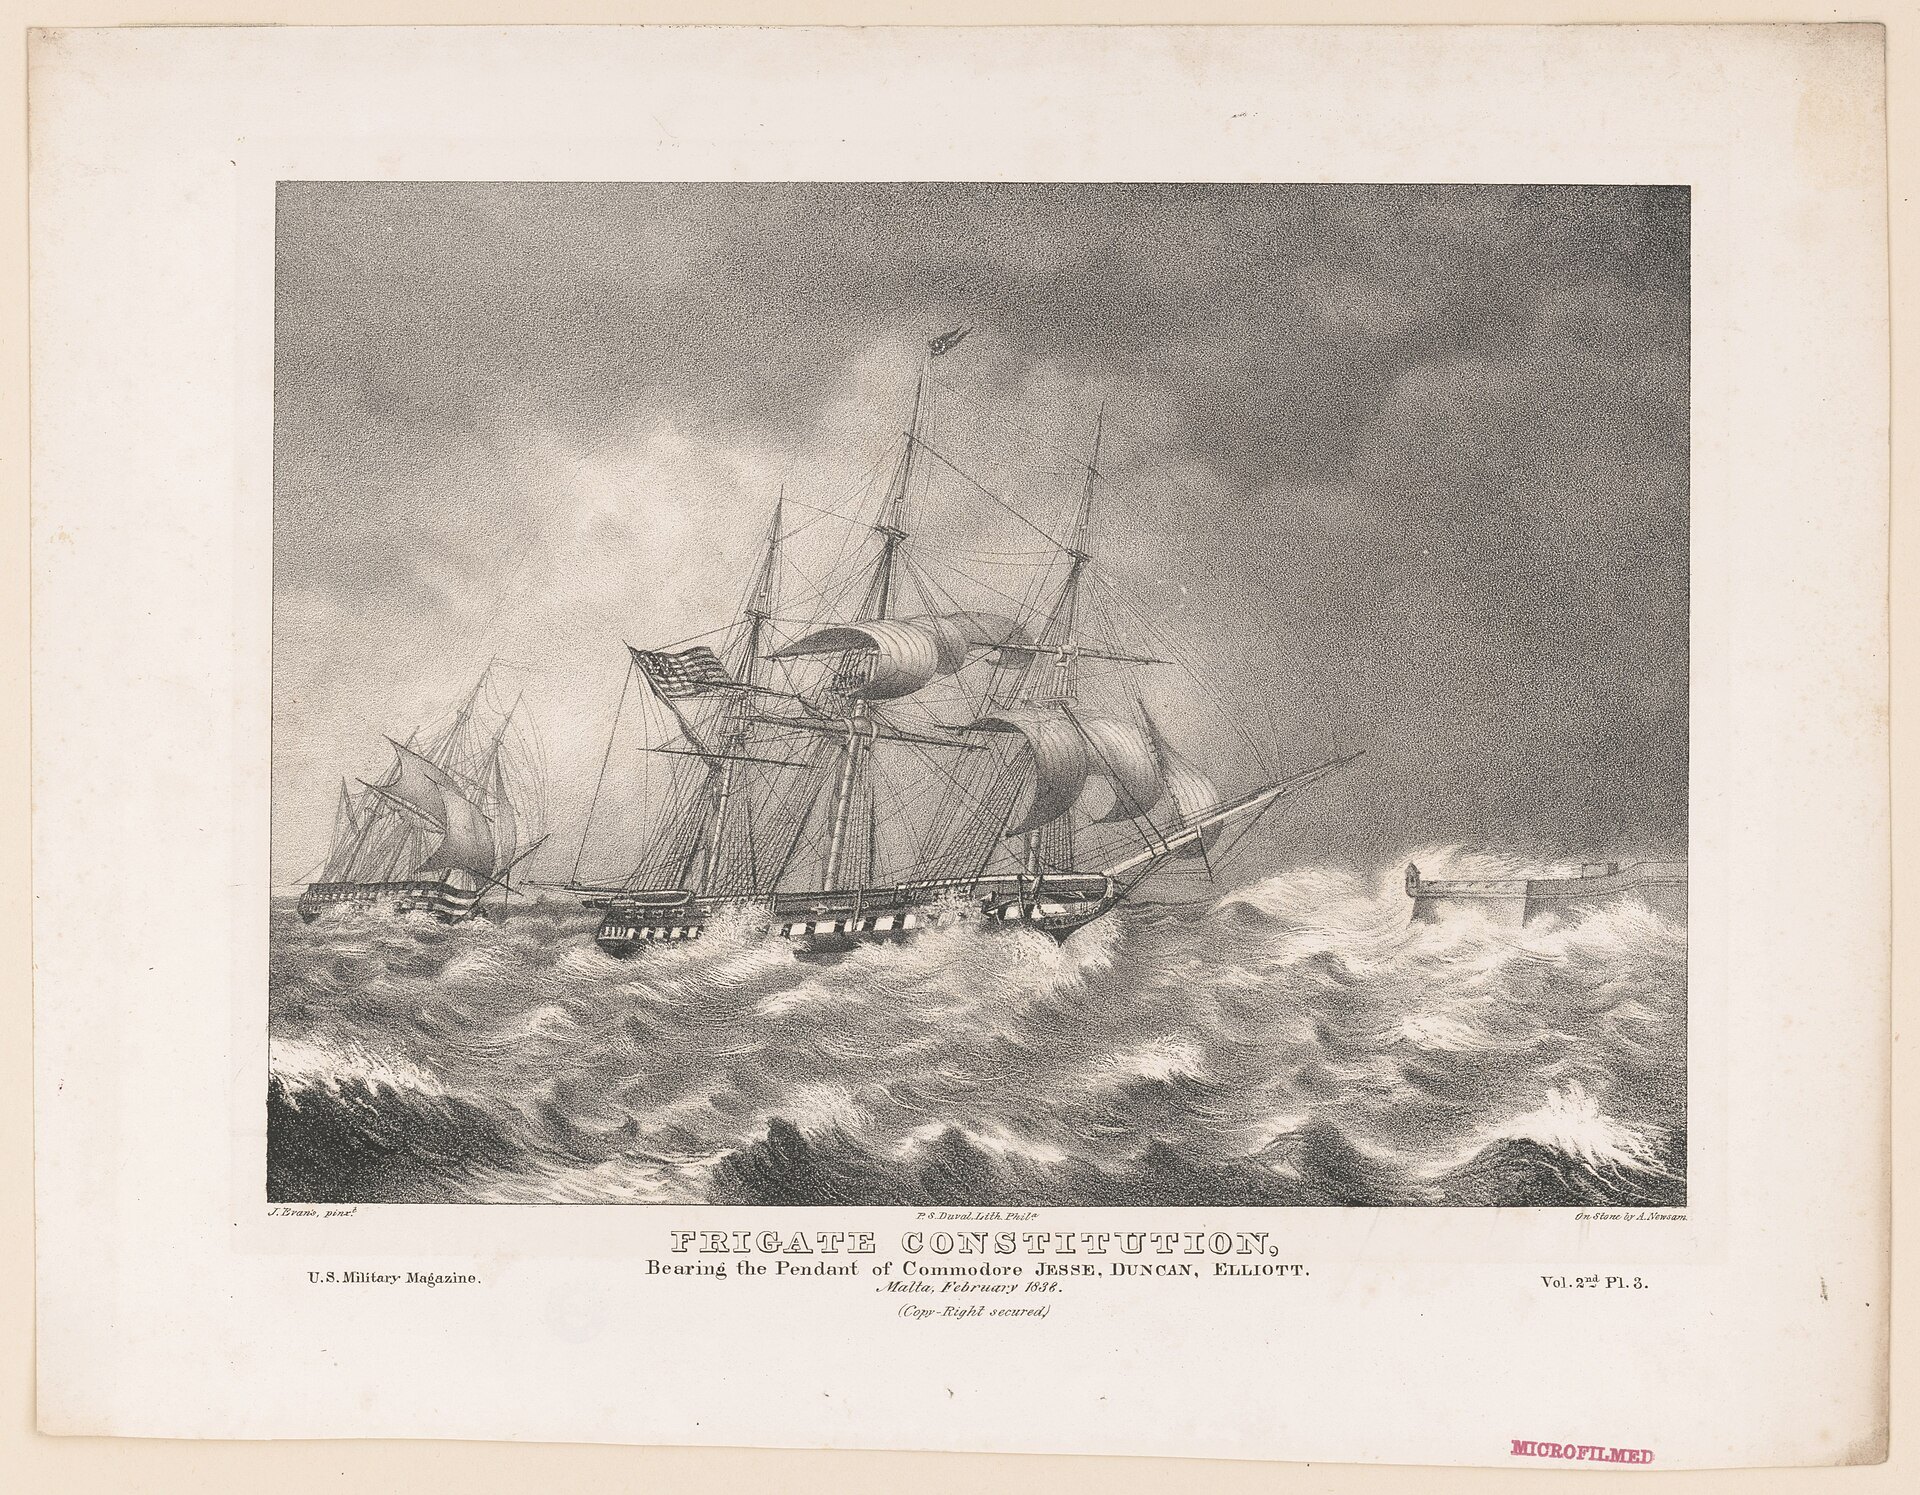 J. Evans, pinxt.
P. S. Duval, Lith. Phila.
On Stone by A. Newsam.
FRIGATE CONSTITUTION,
Bearing the Pendant of Commodore JESSE, DUNCAN, ELLIOTT.
Malta, February 1838.
(Copy-Right secured)
U.S. Military Magazine.
Vol. 2nd Pl. 3.
MICROFILMED